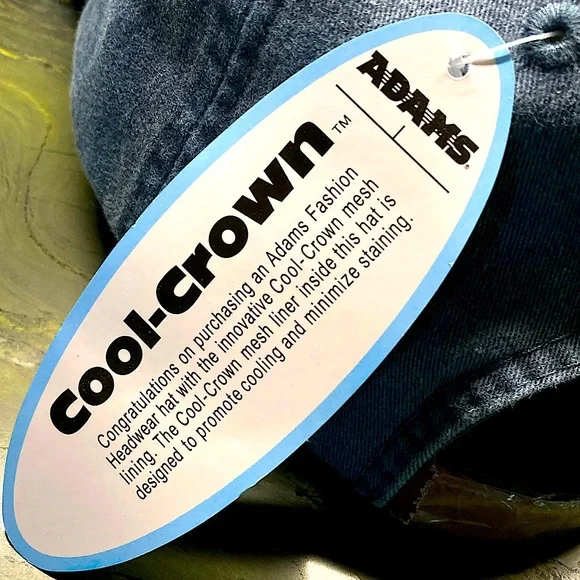 ADAMS®
Cool-Crown™
Congratulations on purchasing an Adams Fashion
Headwear hat with the innovative Cool-Crown mesh
lining. The Cool-Crown mesh liner inside this hat is
designed to promote cooling and minimize staining.